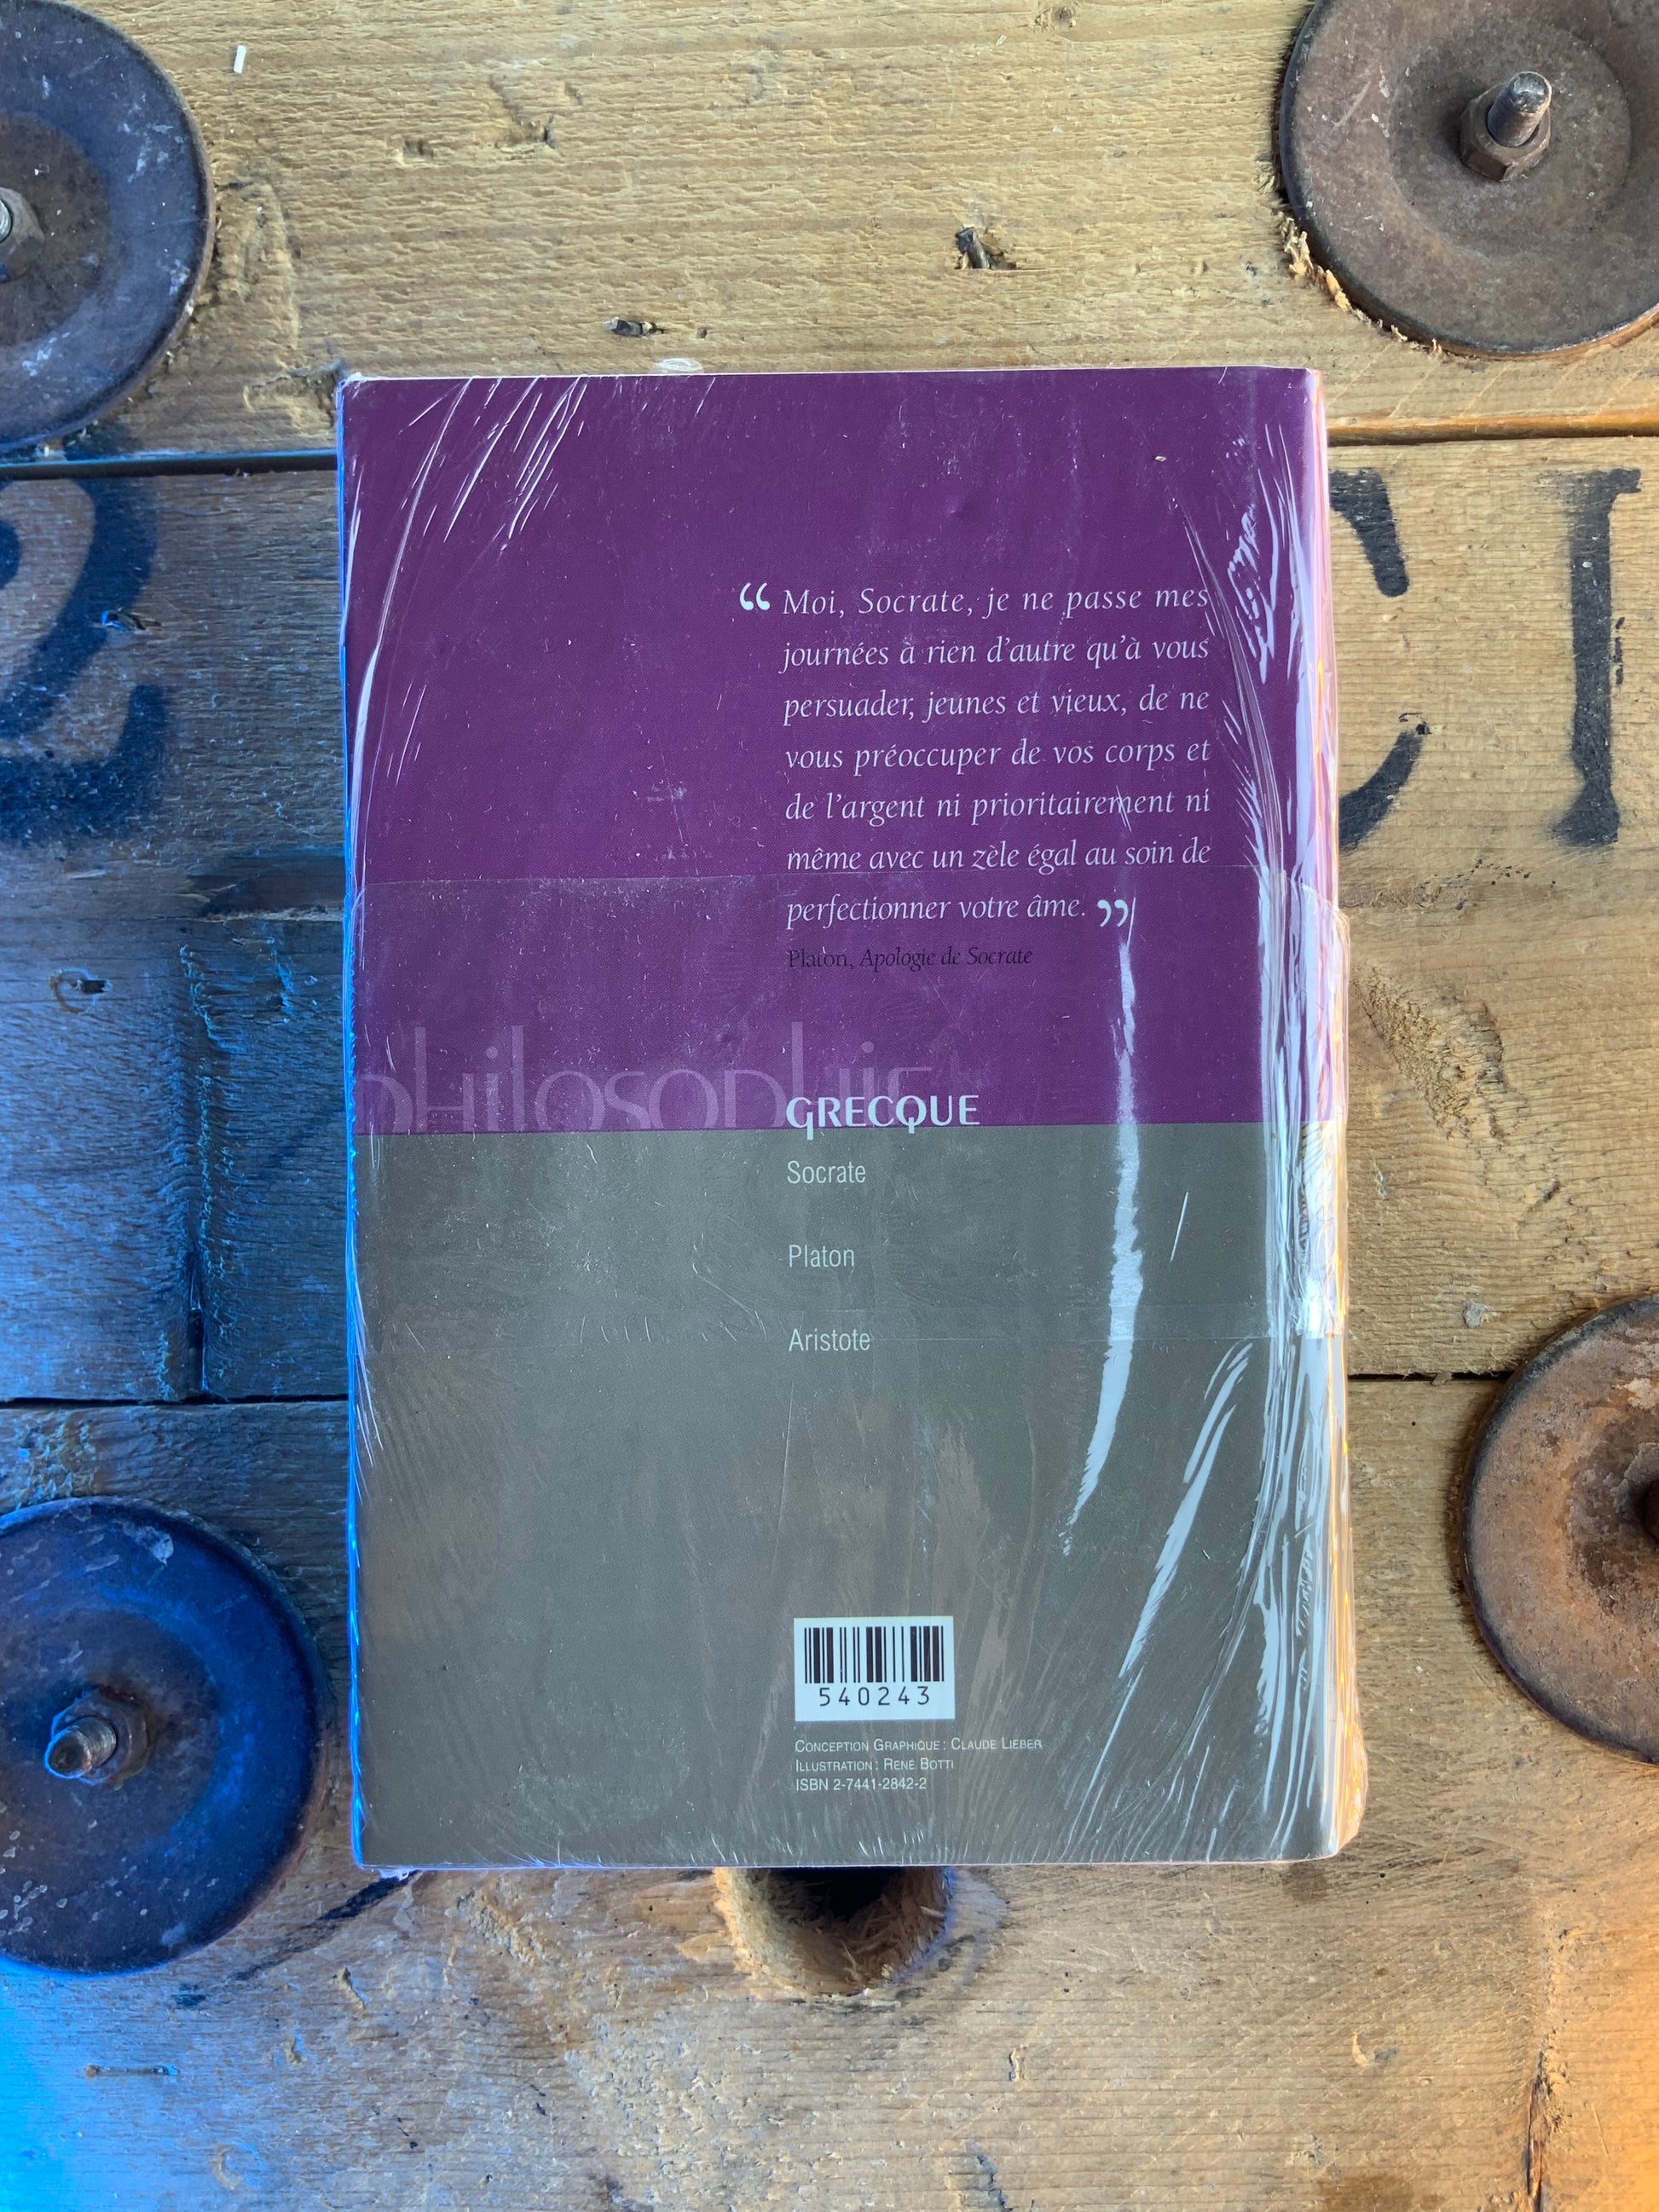 “ Moi, Socrate, je ne passe mes
journées à rien d’autre qu’à vous
persuader, jeunes et vieux, de ne
vous préoccuper de vos corps et
de l’argent ni prioritairement ni
même avec un zèle égal au soin de
perfectionner votre âme. ”
Platon, Apologie de Socrate
philosophie
GRECQUE
Socrate
Platon
Aristote
540243
CONCEPTION GRAPHIQUE : CLAUDE LIEBER
ILLUSTRATION : RENÉ BOTTI
ISBN 2-7441-2842-2